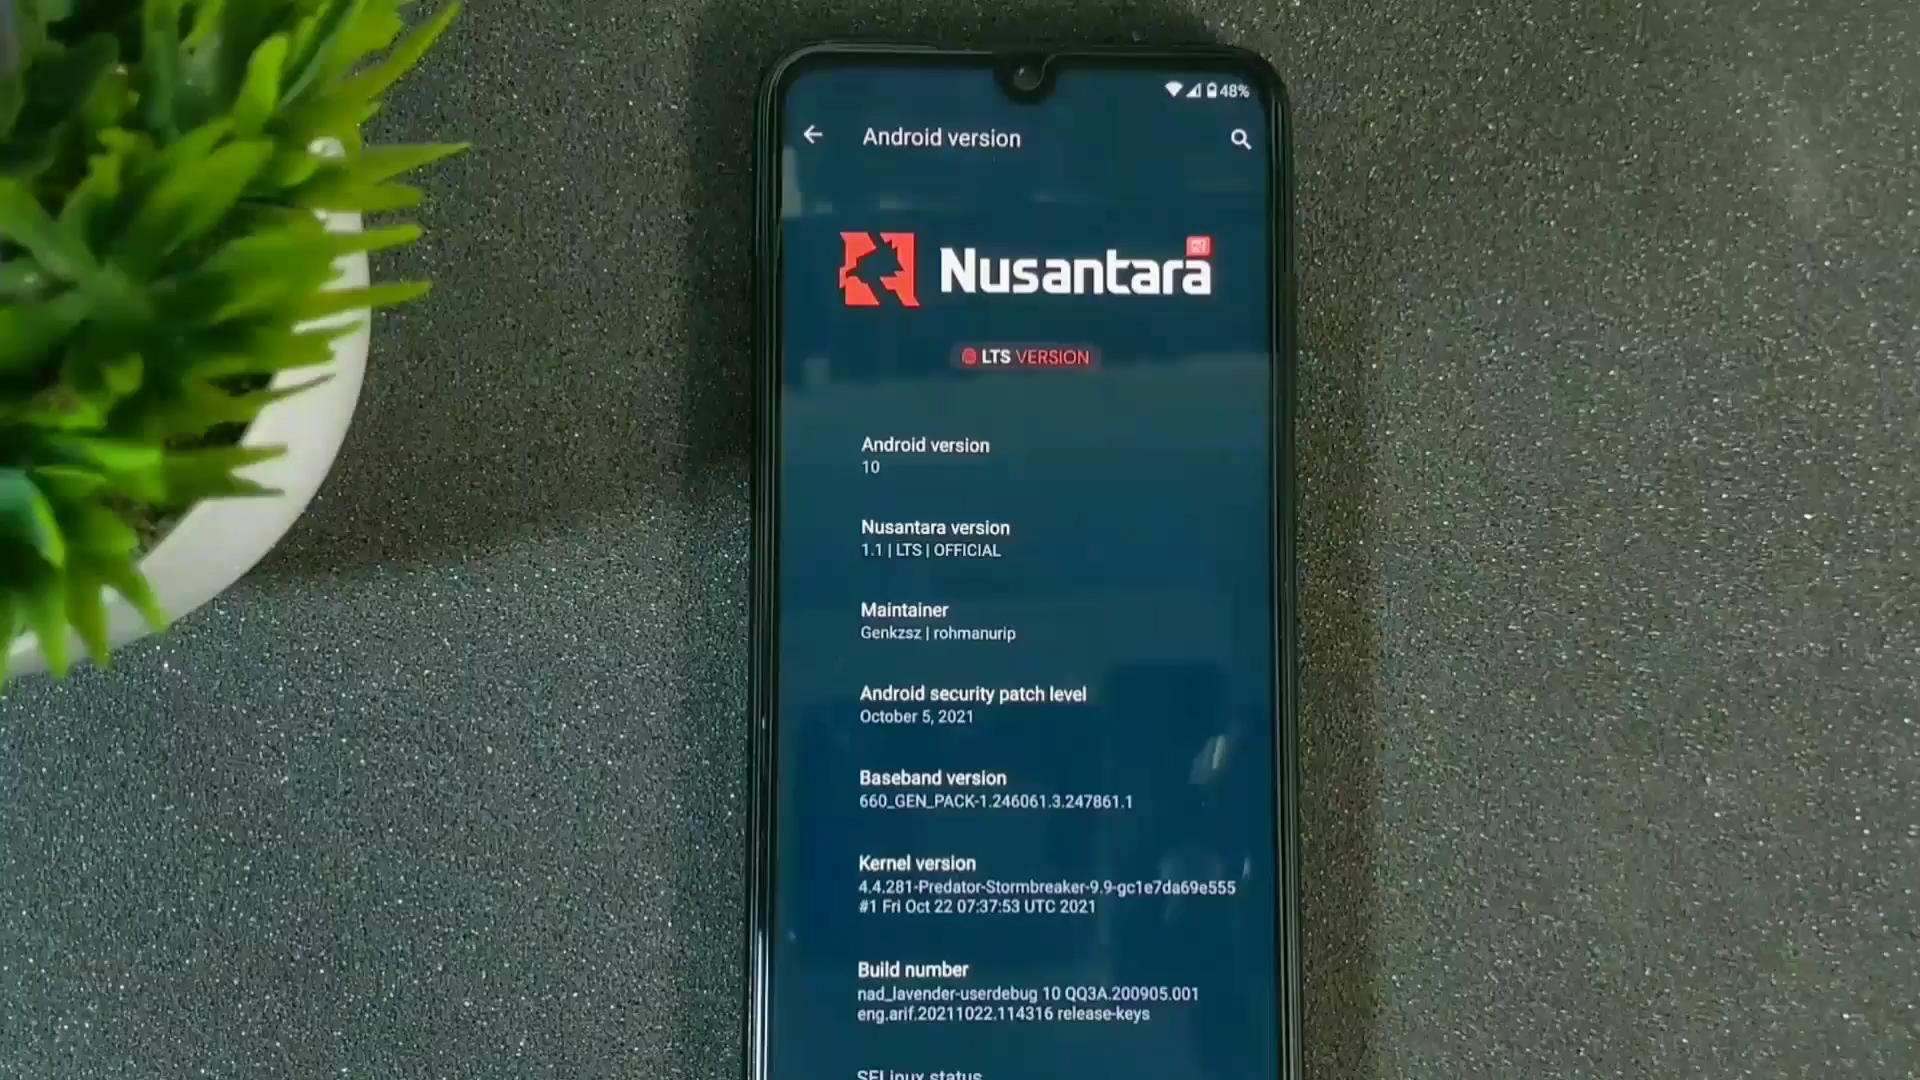 48%
Android version
Nusantara
LTS VERSION
Android version
10
Nusantara version
1.1 | LTS | OFFICIAL
Maintainer
Genkzsz | rohmanurip
Android security patch level
October 5, 2021
Baseband version
660_GEN_PACK-1.246061.3.247861.1
Kernel version
4.4.281-Predator-Stormbreaker-9.9-gc1e7da69e555
#1 Fri Oct 22 07:37:53 UTC 2021
Build number
nad_lavender-userdebug 10 QQ3A.200905.001
eng.arif.20211022.114316 release-keys
SELinux status